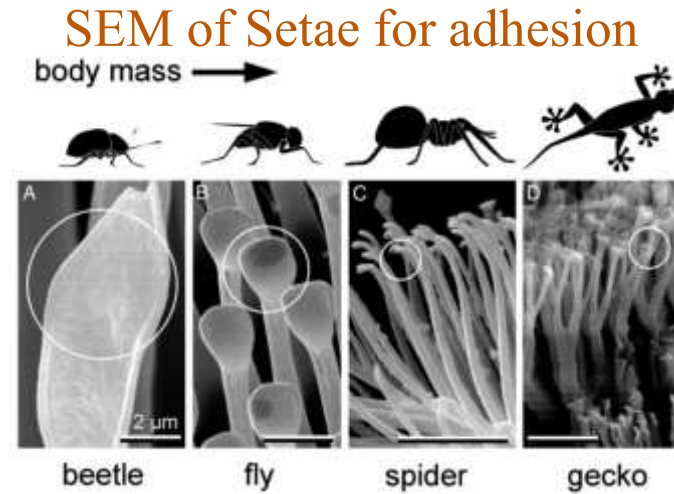 SEM of Setae for adhesion
body mass
A B C D
2 μm
beetle fly spider gecko